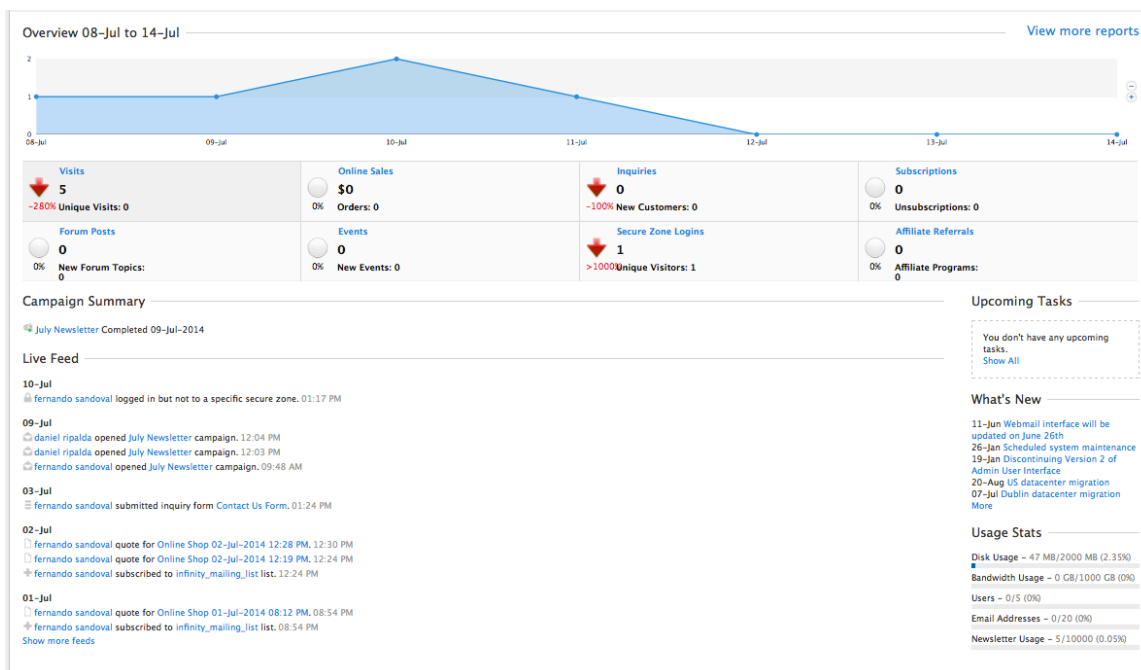 Overview 08-Jul to 14-Jul
View more reports
2
1
0
08-Jul 09-Jul 10-Jul 11-Jul 12-Jul 13-Jul 14-Jul
Visits
5
-280% Unique Visits: 0
Online Sales
$0
0% Orders: 0
Inquiries
0
-100% New Customers: 0
Subscriptions
0
0% Unsubscriptions: 0
Forum Posts
0
0% New Forum Topics:
0
Events
0
0% New Events: 0
Secure Zone Logins
1
>1000% Unique Visitors: 1
Affiliate Referrals
0
0% Affiliate Programs:
0
Campaign Summary
July Newsletter Completed 09-Jul-2014
Live Feed
10-Jul
fernando sandoval logged in but not to a specific secure zone. 01:17 PM
09-Jul
daniel ripalda opened July Newsletter campaign. 12:04 PM
daniel ripalda opened July Newsletter campaign. 12:03 PM
fernando sandoval opened July Newsletter campaign. 09:48 AM
03-Jul
fernando sandoval submitted inquiry form Contact Us Form. 01:24 PM
02-Jul
fernando sandoval quote for Online Shop 02-Jul-2014 12:28 PM. 12:30 PM
fernando sandoval quote for Online Shop 02-Jul-2014 12:19 PM. 12:24 PM
fernando sandoval subscribed to infinity_mailing_list list. 12:24 PM
01-Jul
fernando sandoval quote for Online Shop 01-Jul-2014 08:12 PM. 08:54 PM
fernando sandoval subscribed to infinity_mailing_list list. 08:54 PM
Show more feeds
Upcoming Tasks
You don't have any upcoming
tasks.
Show All
What's New
11-Jun Webmail interface will be
updated on June 26th
26-Jan Scheduled system maintenance
19-Jan Discontinuing Version 2 of
Admin User Interface
20-Aug US datacenter migration
07-Jul Dublin datacenter migration
More
Usage Stats
Disk Usage - 47 MB/2000 MB (2.35%)
Bandwidth Usage - 0 GB/1000 GB (0%)
Users - 0/5 (0%)
Email Addresses - 0/20 (0%)
Newsletter Usage - 5/10000 (0.05%)